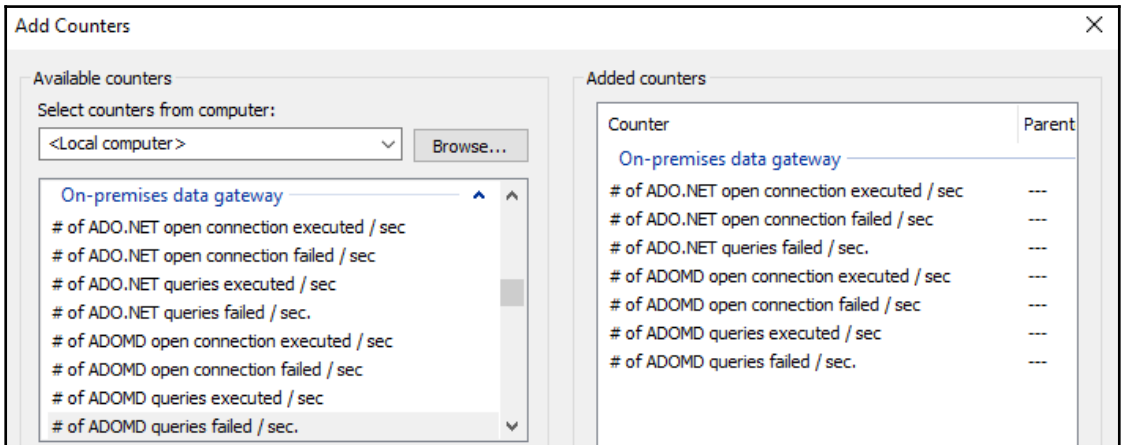 Add Counters
Available counters
Select counters from computer:
<Local computer>
Browse...
On-premises data gateway
# of ADO.NET open connection executed / sec
# of ADO.NET open connection failed / sec
# of ADO.NET queries executed / sec
# of ADO.NET queries failed / sec.
# of ADOMD open connection executed / sec
# of ADOMD open connection failed / sec
# of ADOMD queries executed / sec
# of ADOMD queries failed / sec.
Added counters
Counter Parent
On-premises data gateway
# of ADO.NET open connection executed / sec ---
# of ADO.NET open connection failed / sec ---
# of ADO.NET queries failed / sec. ---
# of ADOMD open connection executed / sec ---
# of ADOMD open connection failed / sec ---
# of ADOMD queries executed / sec ---
# of ADOMD queries failed / sec. ---